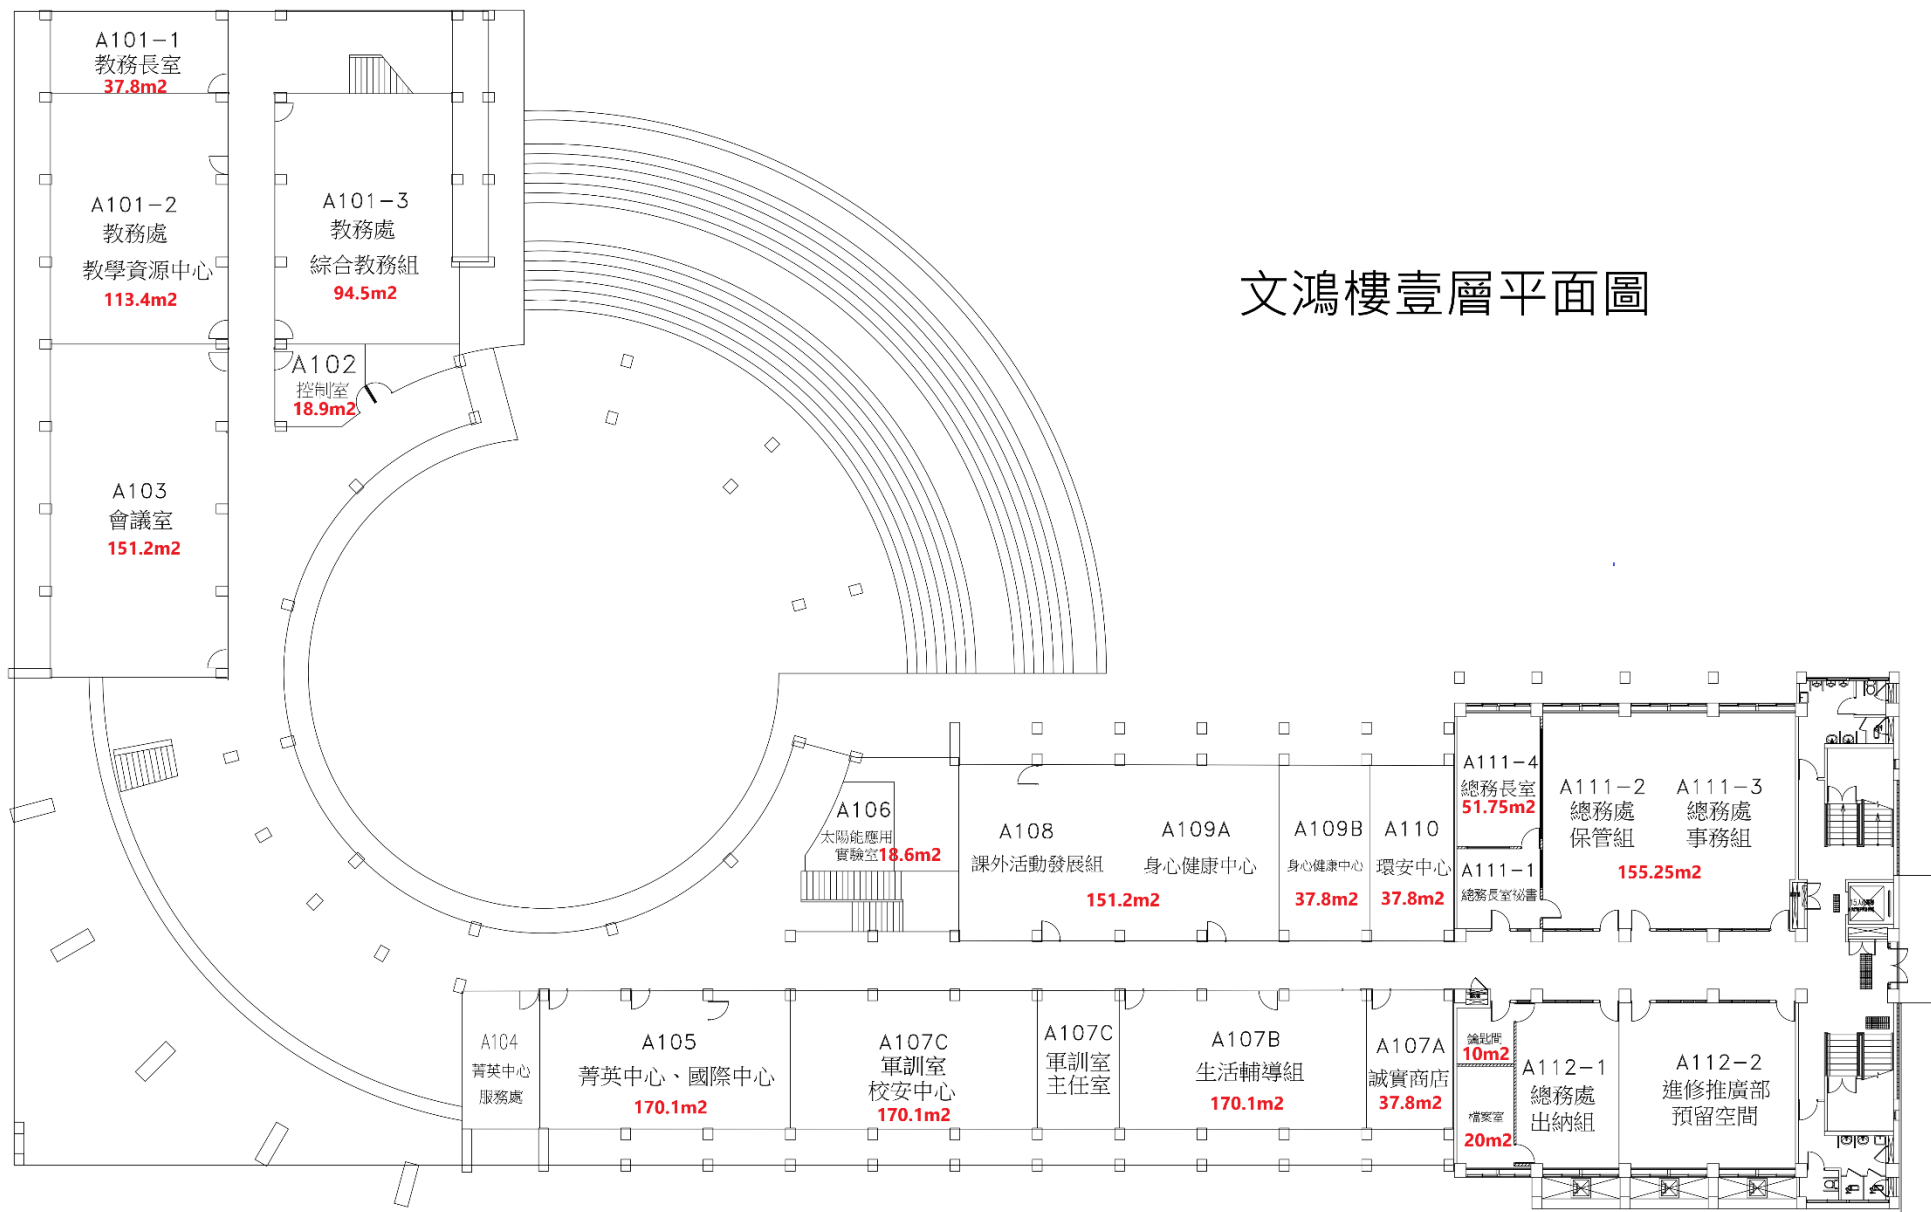 A101-1
教務長室
37.8m2
A101-2
教務處
教學資源中心
113.4m2
A101-3
教務處
綜合教務組
94.5m2
文鴻樓壹層平面圖
A102
控制室
18.9m2
A103
會議室
151.2m2
A106
太陽能應用
實驗室
18.6m2
A108
課外活動發展組
A109A
身心健康中心
151.2m2
A109B
身心健康中心
37.8m2
A110
環安中心
37.8m2
A111-4
總務長室
51.75m2
A111-1
總務長室秘書
A111-2
總務處
保管組
A111-3
總務處
事務組
155.25m2
A104
菁英中心
服務處
A105
菁英中心、國際中心
170.1m2
A107C
軍訓室
校安中心
170.1m2
A107C
軍訓室
主任室
A107B
生活輔導組
170.1m2
A107A
誠實商店
37.8m2
鑰匙間
10m2
檔案室
20m2
A112-1
總務處
出納組
A112-2
進修推廣部
預留空間